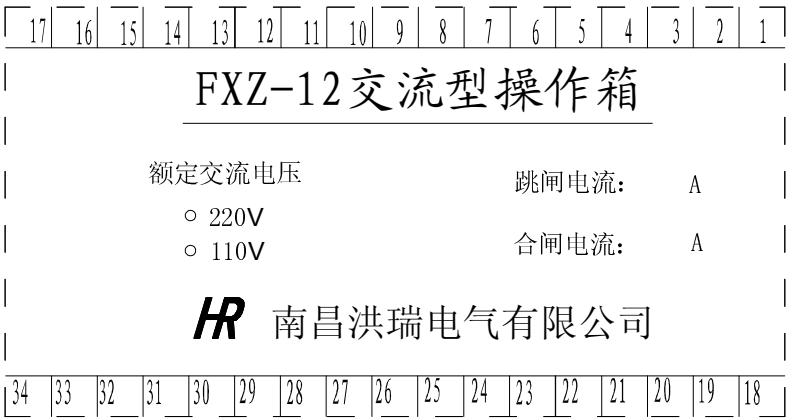 17 16 15 14 13 12 11 10 9 8 7 6 5 4 3 2 1
FXZ-12交流型操作箱
额定交流电压
○ 220V
○ 110V
跳闸电流: A
合闸电流: A
HR 南昌洪瑞电气有限公司
34 33 32 31 30 29 28 27 26 25 24 23 22 21 20 19 18